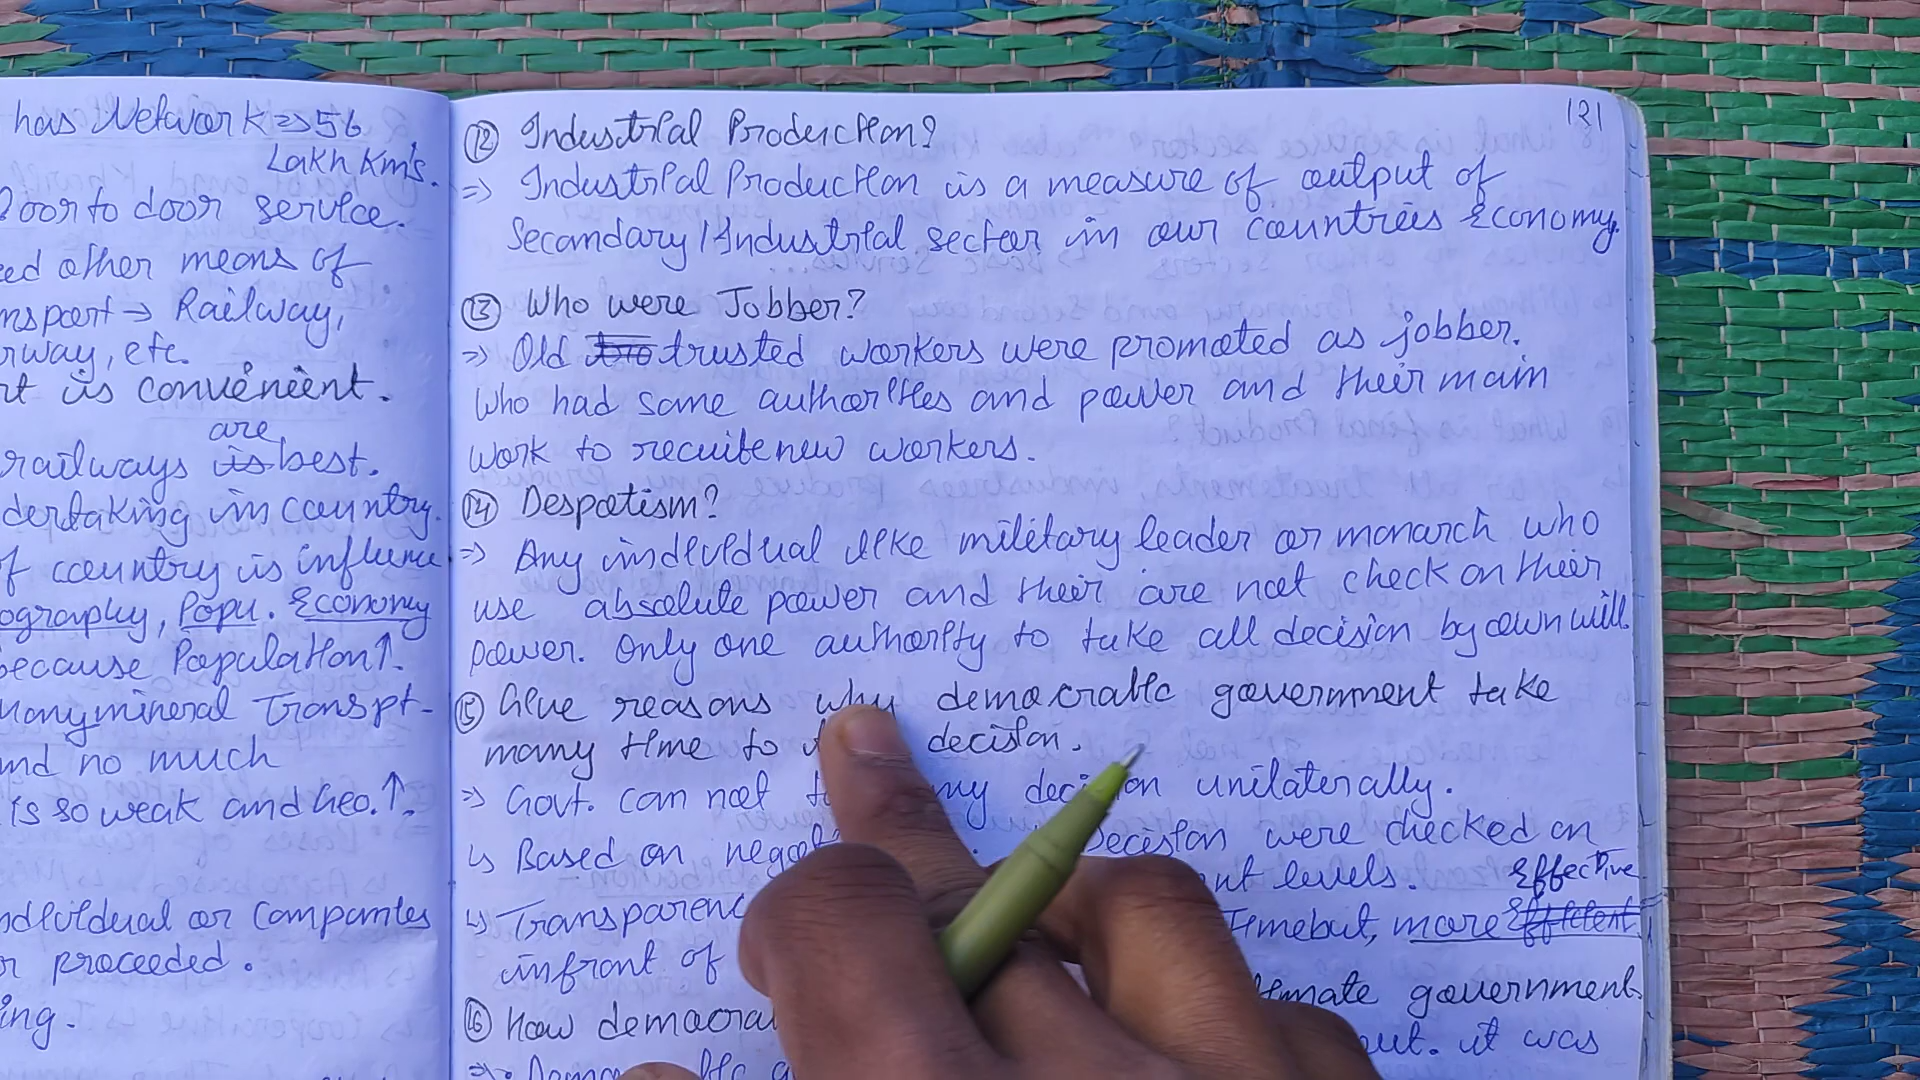 has Network => 56
Lakh Km's.
Door to door service.
ed other means of
nsport → Railway,
rway, etc.
rt is convenient.
are
railways is best.
dertaking in country.
f country is influence
ography, Popu. Economy
because Population↑.
Many mineral Transpt-
and no much
is so weak and Geo.↑.
ndividual or Companies
r proceeded.
ing.
121
(12) Industrial Production?
=> Industrial Production is a measure of output of
Secondary/Industrial sector in our countries Economy.
(13) Who were Jobber?
=> Old trusted workers were promoted as jobber.
Who had some authorities and power and their main
work to recuite new workers.
(14) Despotism?
=> Any individual like military leader or monarch who
use absolute power and their are not check on their
power. Only one authority to take all decision by own will.
(15) Give reasons why democratic government take
many time to decision.
=> Govt. can not decision unilaterally.
↳ Based on Decision were checked on
levels. Effective
↳ Time but, more Efficient
infront of
government
(16) How
out. it was